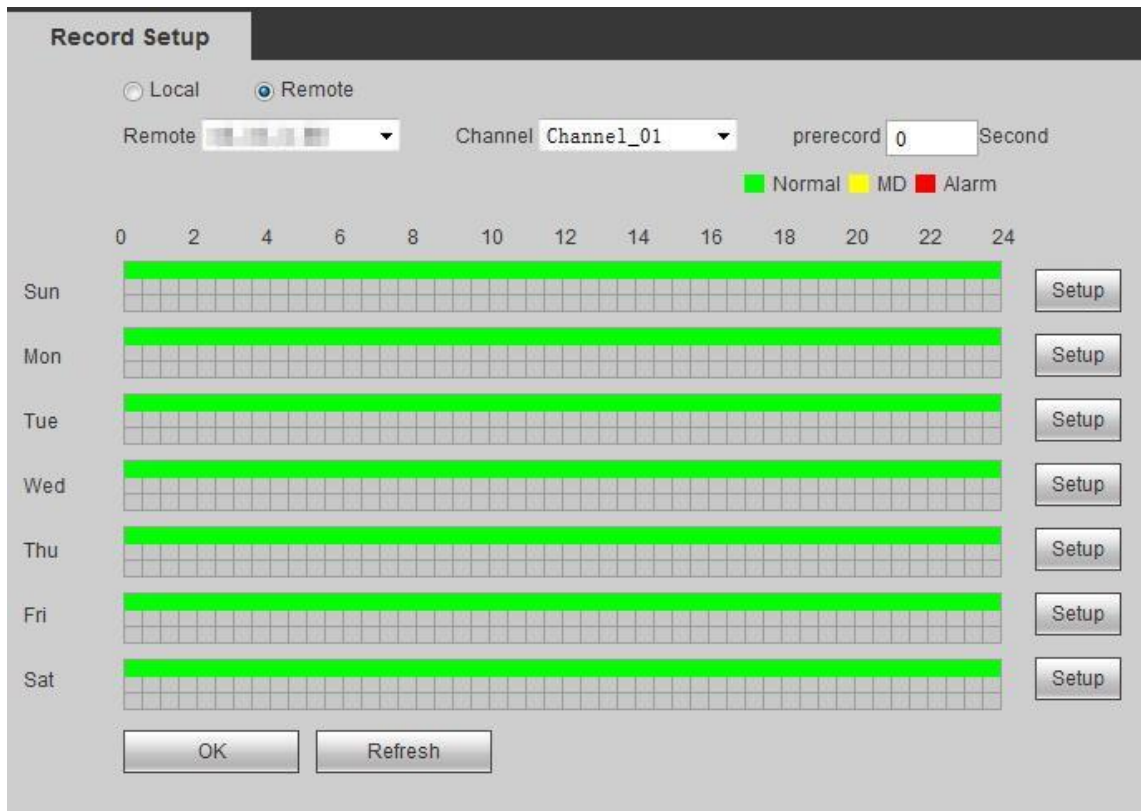 Record Setup
Local Remote
Remote Channel Channel_01 prerecord 0 Second
Normal MD Alarm
0 2 4 6 8 10 12 14 16 18 20 22 24
Sun Setup
Mon Setup
Tue Setup
Wed Setup
Thu Setup
Fri Setup
Sat Setup
OK Refresh